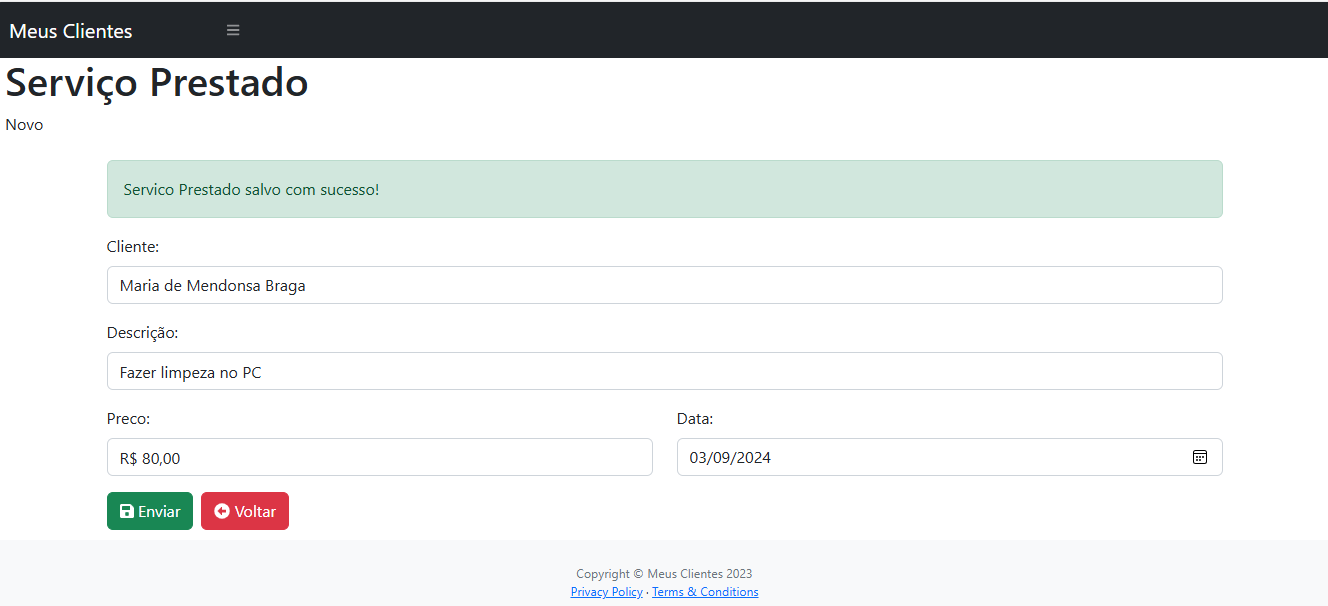 Meus Clientes
Serviço Prestado
Novo
Servico Prestado salvo com sucesso!
Cliente:
Maria de Mendonsa Braga
Descrição:
Fazer limpeza no PC
Preco: Data:
R$ 80,00 03/09/2024
Enviar Voltar
Copyright © Meus Clientes 2023
Privacy Policy · Terms & Conditions